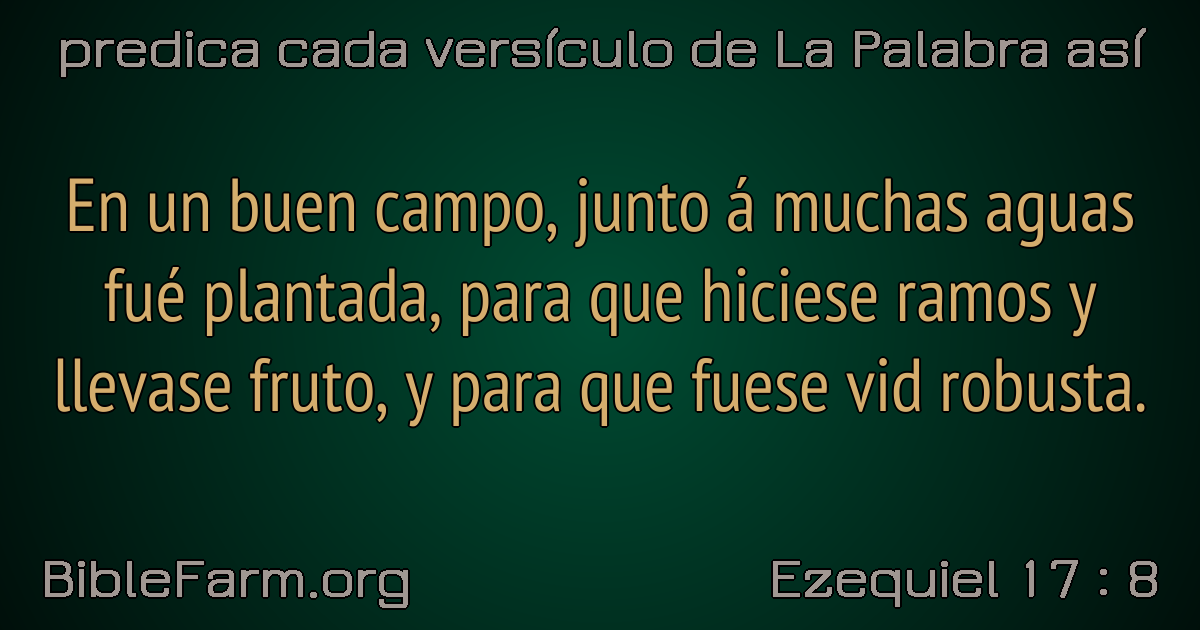 predica cada versículo de La Palabra así
En un buen campo, junto á muchas aguas
fué plantada, para que hiciese ramos y
llevase fruto, y para que fuese vid robusta.
BibleFarm.org
Ezequiel 17 : 8